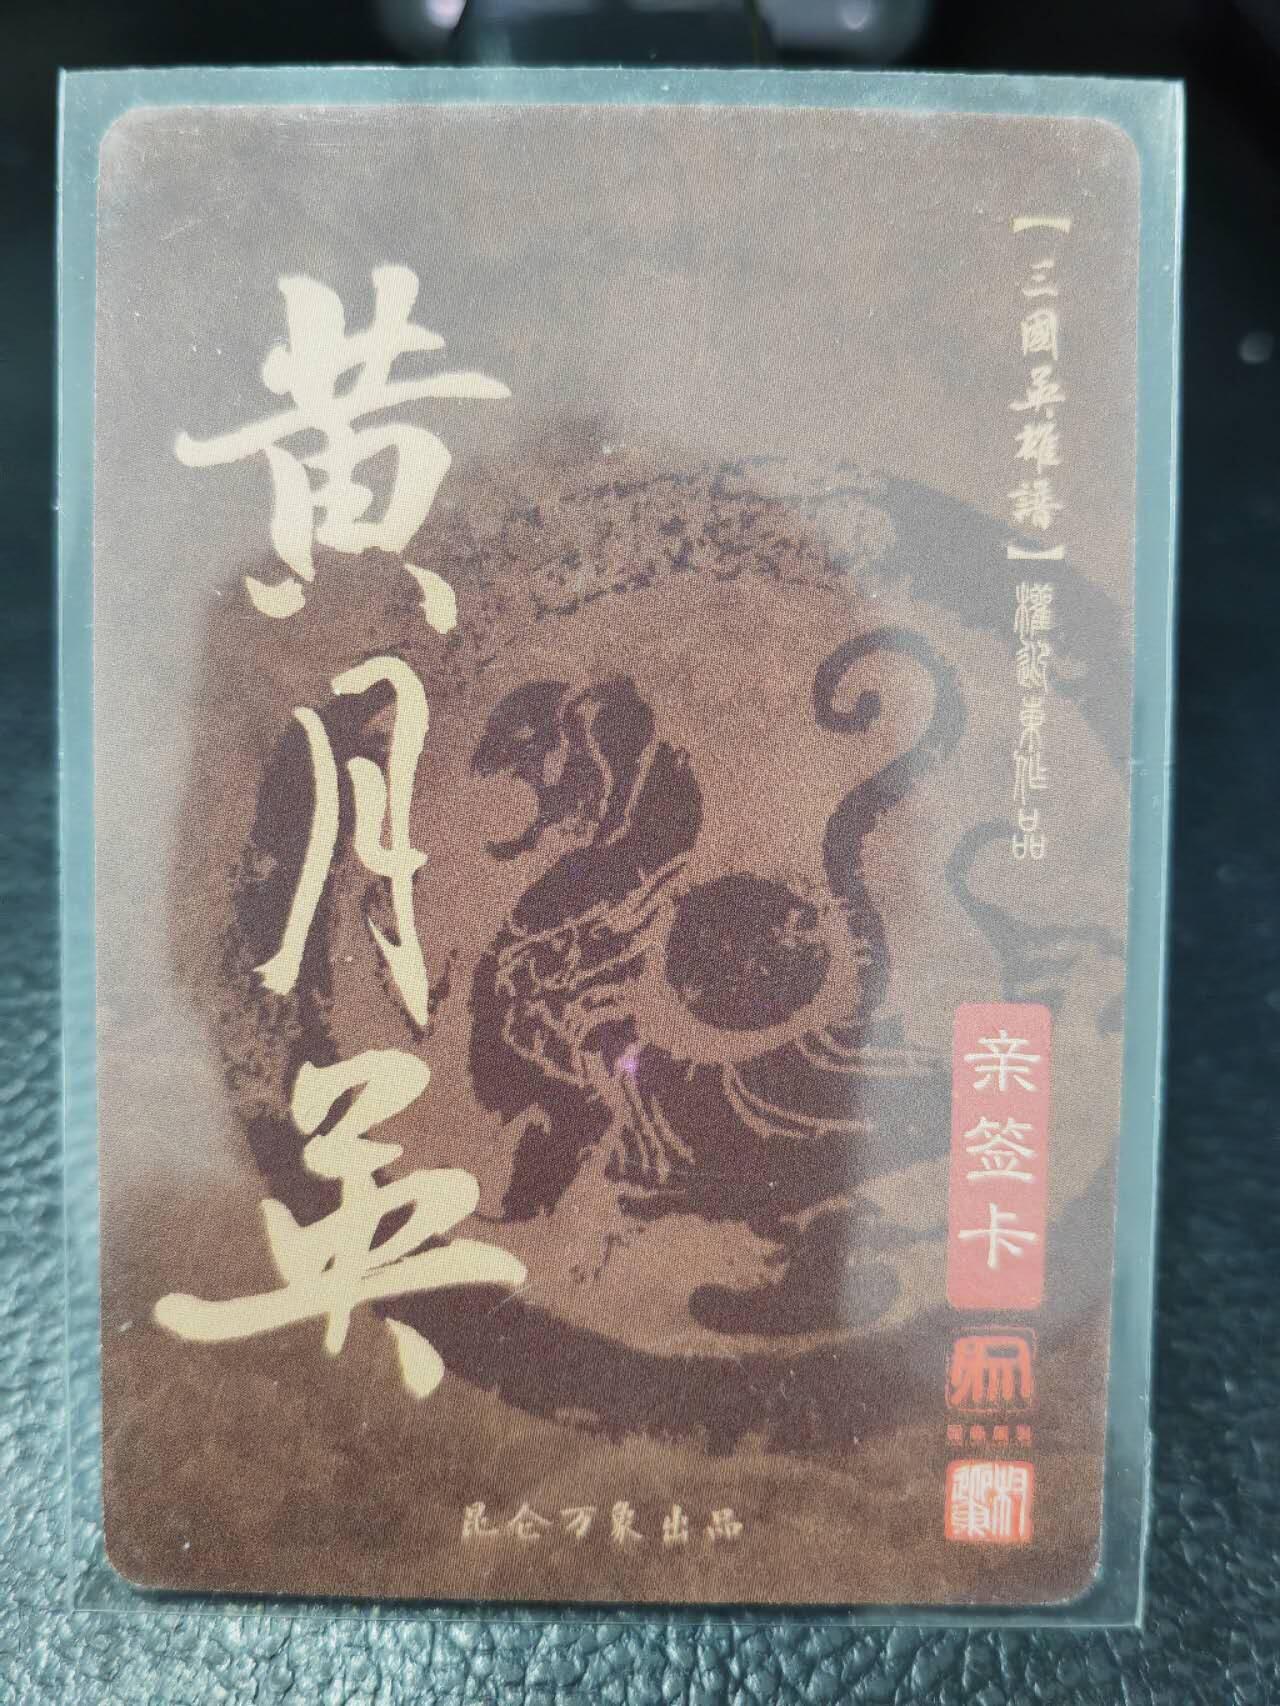 黄月英
【三國英雄譜】權迎東作品
亲签卡
昆仑万象出品